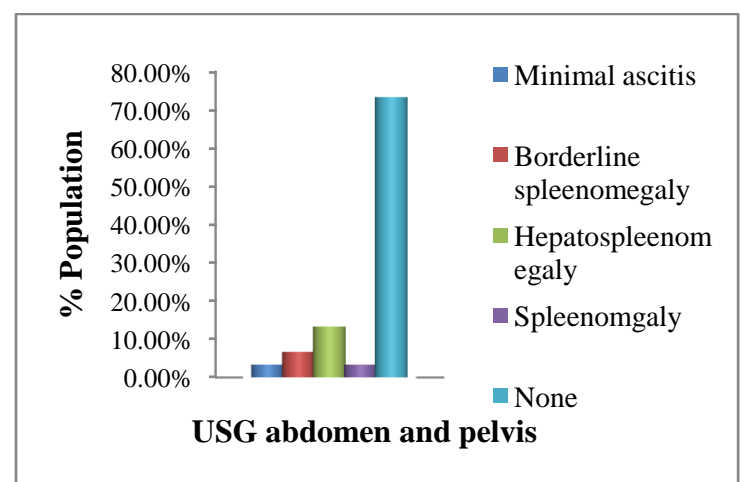 80.00%
70.00%
60.00%
50.00%
40.00%
30.00%
20.00%
10.00%
0.00%
% Population
USG abdomen and pelvis
Minimal ascitis
Borderline
spleenomegaly
Hepatospleenom
egaly
Spleenomgaly
None